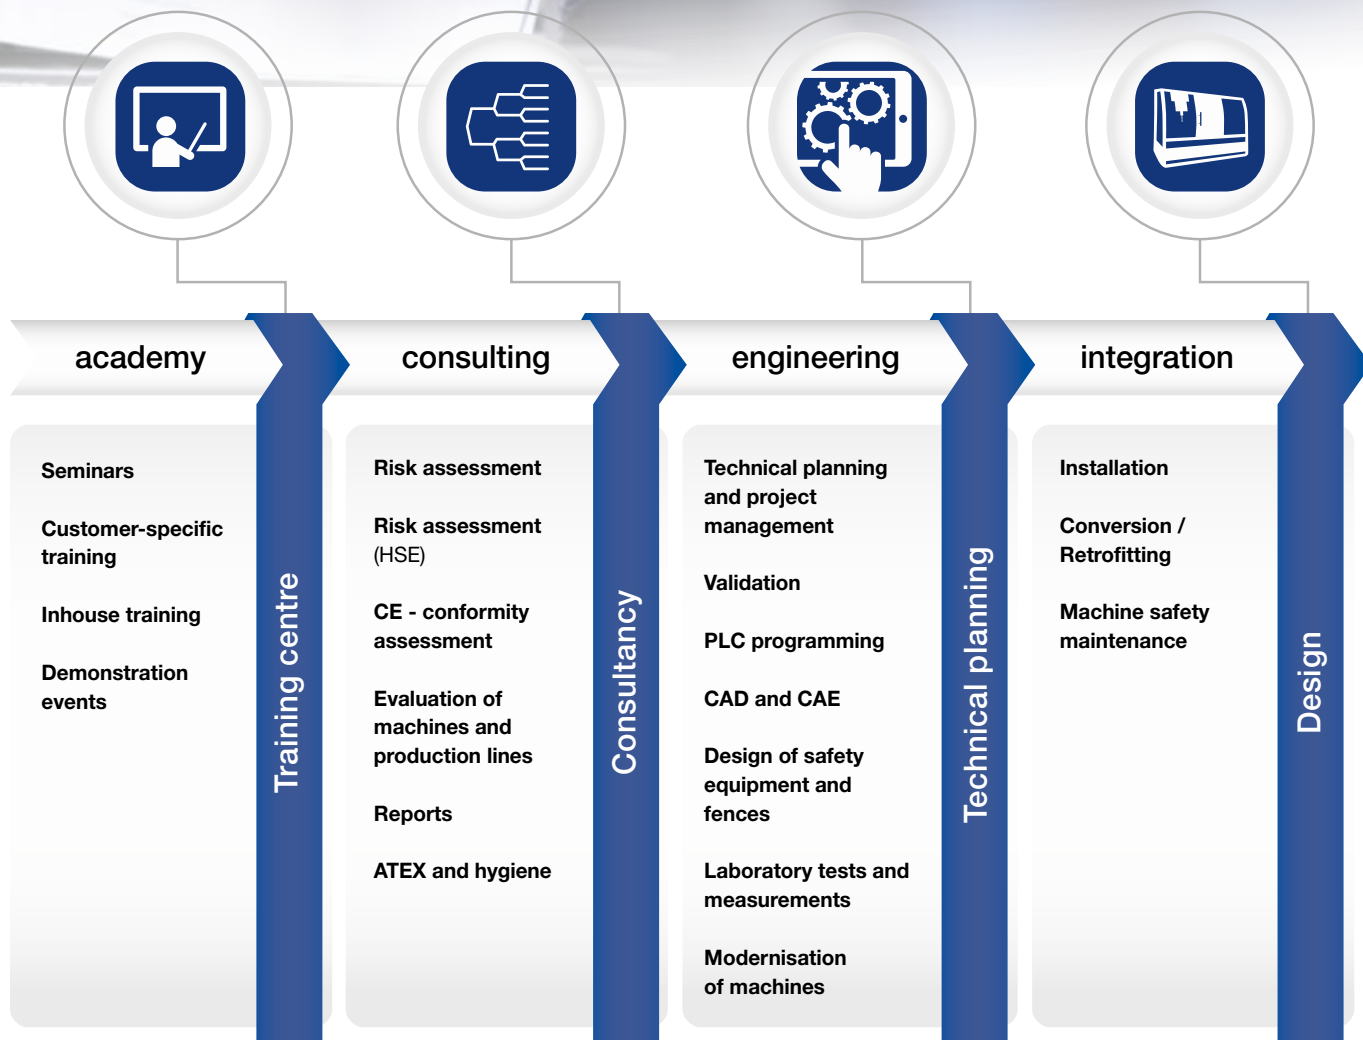 academy
consulting
engineering
integration
Seminars
Customer-specific
training
Inhouse training
Demonstration
events
Training centre
Risk assessment
Risk assessment
(HSE)
CE - conformity
assessment
Evaluation of
machines and
production lines
Reports
ATEX and hygiene
Consultancy
Technical planning
and project
management
Validation
PLC programming
CAD and CAE
Design of safety
equipment and
fences
Laboratory tests and
measurements
Modernisation
of machines
Technical planning
Installation
Conversion /
Retrofitting
Machine safety
maintenance
Design